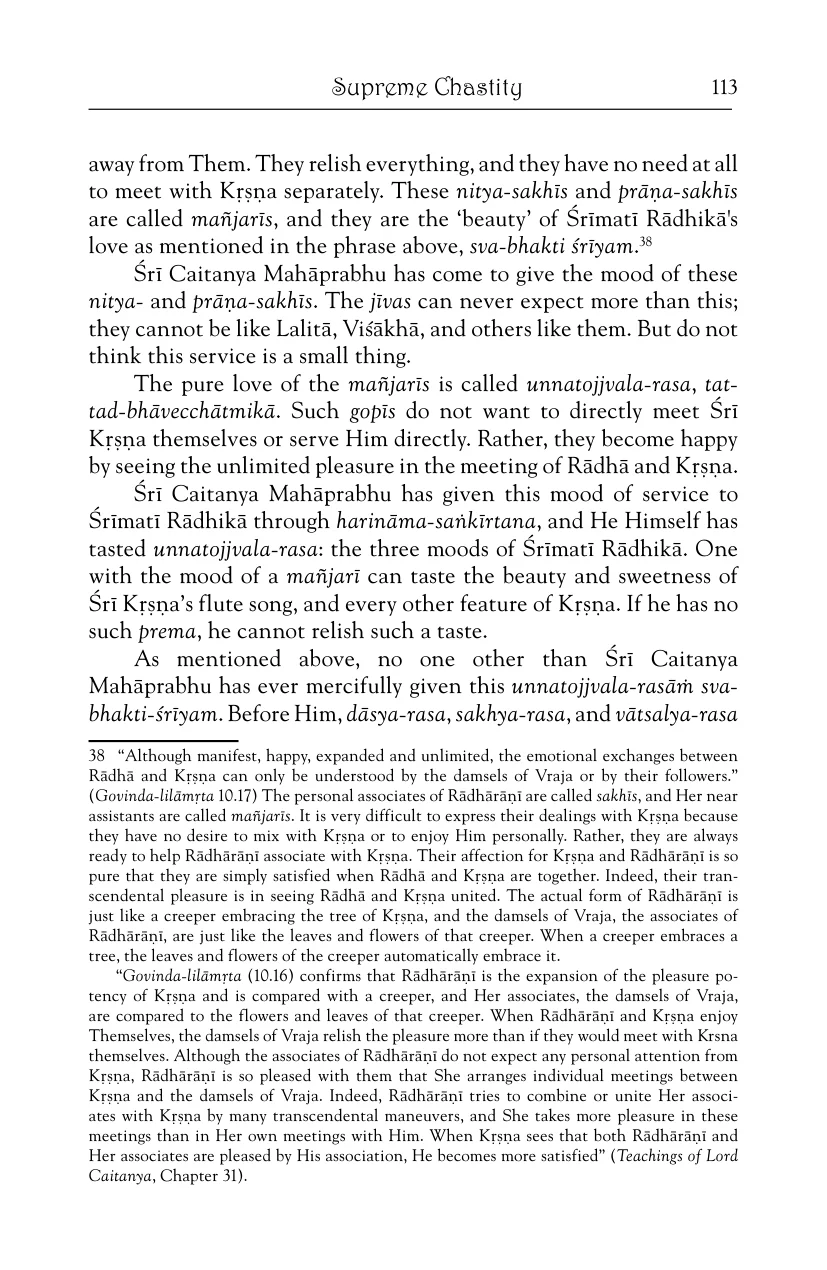 Supreme Chastity 113
away from Them. They relish everything, and they have no need at all
to meet with Kṛṣṇa separately. These nitya-sakhīs and prāṇa-sakhīs
are called mañjarīs, and they are the ‘beauty’ of Śrīmatī Rādhikā's
love as mentioned in the phrase above, sva-bhakti śrīyam.38
Śrī Caitanya Mahāprabhu has come to give the mood of these
nitya- and prāṇa-sakhīs. The jīvas can never expect more than this;
they cannot be like Lalitā, Viśākhā, and others like them. But do not
think this service is a small thing.
The pure love of the mañjarīs is called unnatojjvala-rasa, tat-
tad-bhāvecchātmikā. Such gopīs do not want to directly meet Śrī
Kṛṣṇa themselves or serve Him directly. Rather, they become happy
by seeing the unlimited pleasure in the meeting of Rādhā and Kṛṣṇa.
Śrī Caitanya Mahāprabhu has given this mood of service to
Śrīmatī Rādhikā through harināma-saṅkīrtana, and He Himself has
tasted unnatojjvala-rasa: the three moods of Śrīmatī Rādhikā. One
with the mood of a mañjarī can taste the beauty and sweetness of
Śrī Kṛṣṇa’s flute song, and every other feature of Kṛṣṇa. If he has no
such prema, he cannot relish such a taste.
As mentioned above, no one other than Śrī Caitanya
Mahāprabhu has ever mercifully given this unnatojjvala-rasāṁ sva-
bhakti-śrīyam. Before Him, dāsya-rasa, sakhya-rasa, and vātsalya-rasa
38 “Although manifest, happy, expanded and unlimited, the emotional exchanges between
Rādhā and Kṛṣṇa can only be understood by the damsels of Vraja or by their followers.”
(Govinda-lilāmṛta 10.17) The personal associates of Rādhārāṇī are called sakhīs, and Her near
assistants are called mañjarīs. It is very difficult to express their dealings with Kṛṣṇa because
they have no desire to mix with Kṛṣṇa or to enjoy Him personally. Rather, they are always
ready to help Rādhārāṇī associate with Kṛṣṇa. Their affection for Kṛṣṇa and Rādhārāṇī is so
pure that they are simply satisfied when Rādhā and Kṛṣṇa are together. Indeed, their tran-
scendental pleasure is in seeing Rādhā and Kṛṣṇa united. The actual form of Rādhārāṇī is
just like a creeper embracing the tree of Kṛṣṇa, and the damsels of Vraja, the associates of
Rādhārāṇī, are just like the leaves and flowers of that creeper. When a creeper embraces a
tree, the leaves and flowers of the creeper automatically embrace it.
“Govinda-lilāmṛta (10.16) confirms that Rādhārāṇī is the expansion of the pleasure po-
tency of Kṛṣṇa and is compared with a creeper, and Her associates, the damsels of Vraja,
are compared to the flowers and leaves of that creeper. When Rādhārāṇī and Kṛṣṇa enjoy
Themselves, the damsels of Vraja relish the pleasure more than if they would meet with Krsna
themselves. Although the associates of Rādhārāṇī do not expect any personal attention from
Kṛṣṇa, Rādhārāṇī is so pleased with them that She arranges individual meetings between
Kṛṣṇa and the damsels of Vraja. Indeed, Rādhārāṇī tries to combine or unite Her associ-
ates with Kṛṣṇa by many transcendental maneuvers, and She takes more pleasure in these
meetings than in Her own meetings with Him. When Kṛṣṇa sees that both Rādhārāṇī and
Her associates are pleased by His association, He becomes more satisfied” (Teachings of Lord
Caitanya, Chapter 31).